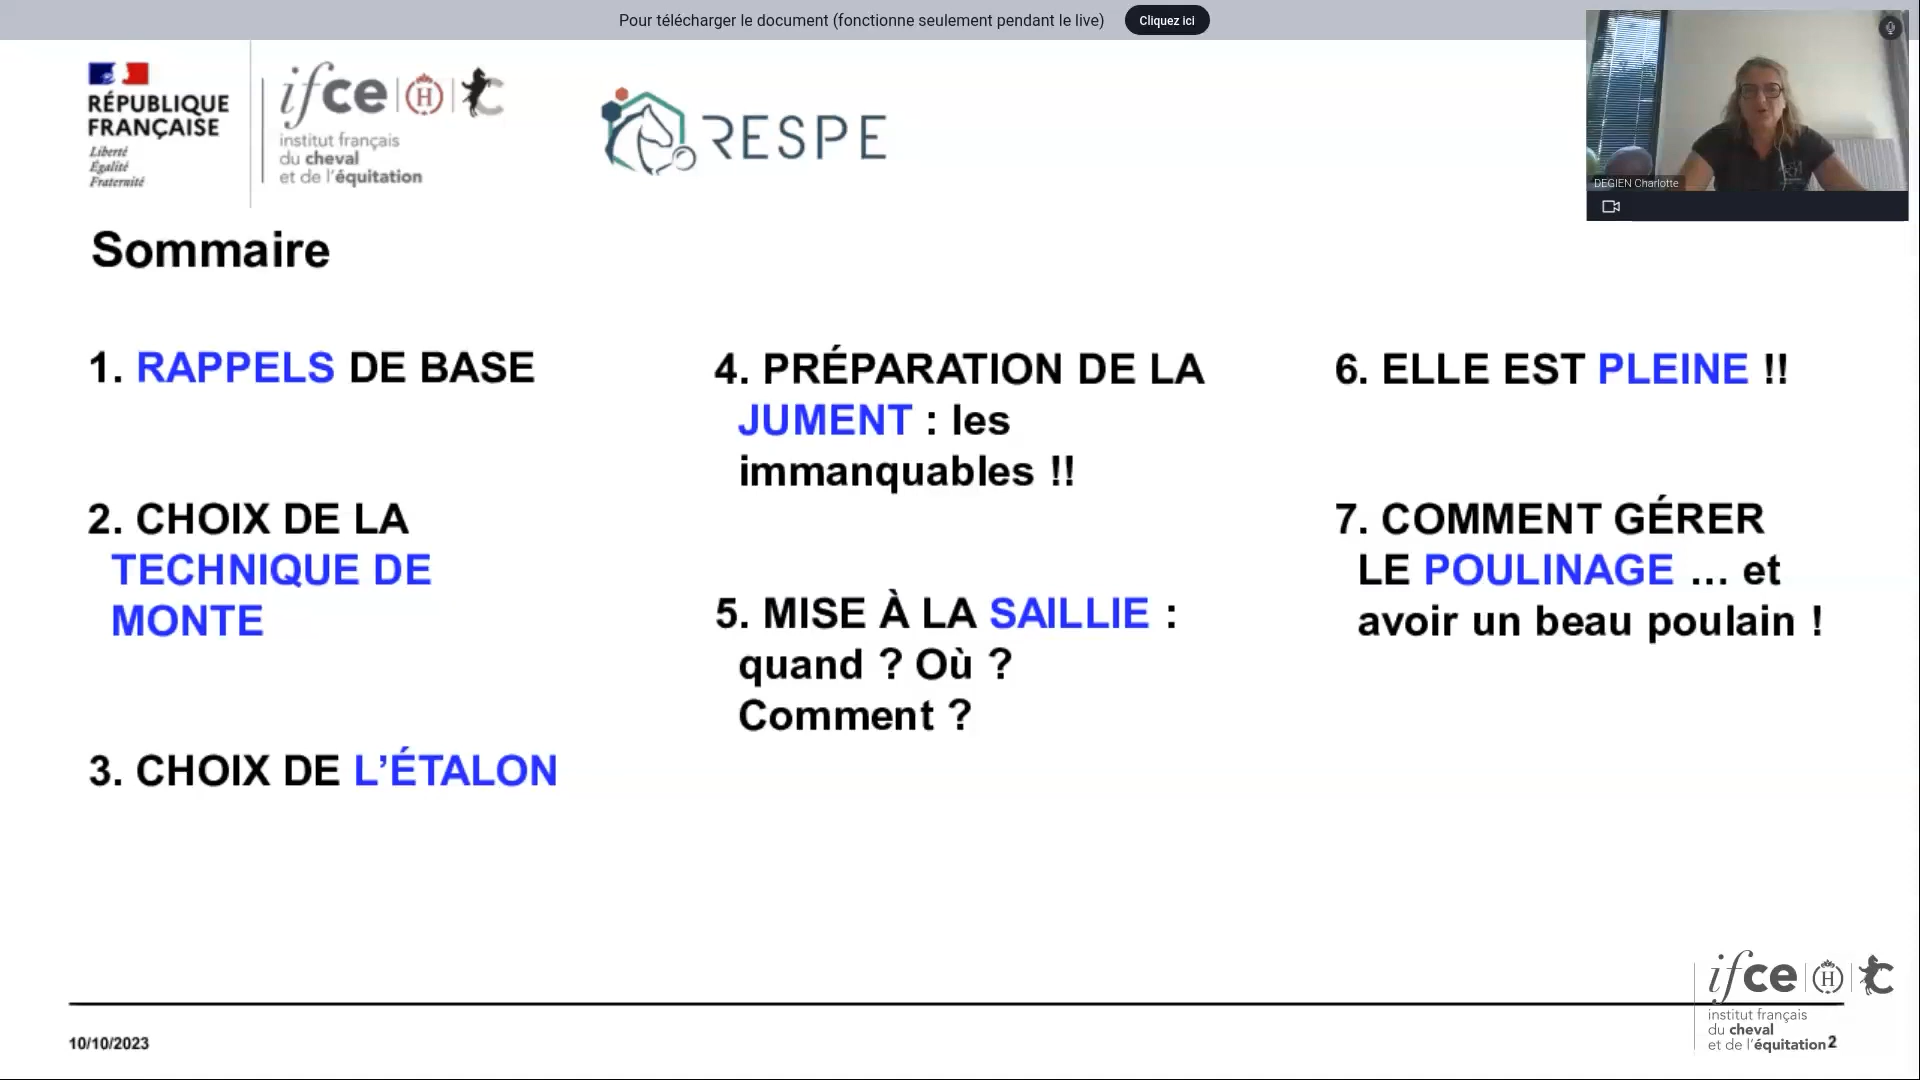 Pour télécharger le document (fonctionne seulement pendant le live)
Cliquez ici
RÉPUBLIQUE
FRANÇAISE
Liberté
Égalité
Fraternité
ifce
H
institut français
du cheval
et de l'équitation
RESPE
DEGIEN Charlotte
Sommaire
1. RAPPELS DE BASE
2. CHOIX DE LA
TECHNIQUE DE
MONTE
3. CHOIX DE L’ÉTALON
4. PRÉPARATION DE LA
JUMENT : les
immanquables !!
5. MISE À LA SAILLIE :
quand ? Où ?
Comment ?
6. ELLE EST PLEINE !!
7. COMMENT GÉRER
LE POULINAGE ... et
avoir un beau poulain !
10/10/2023
ifce
H
institut français
du cheval
et de l'équitation
2